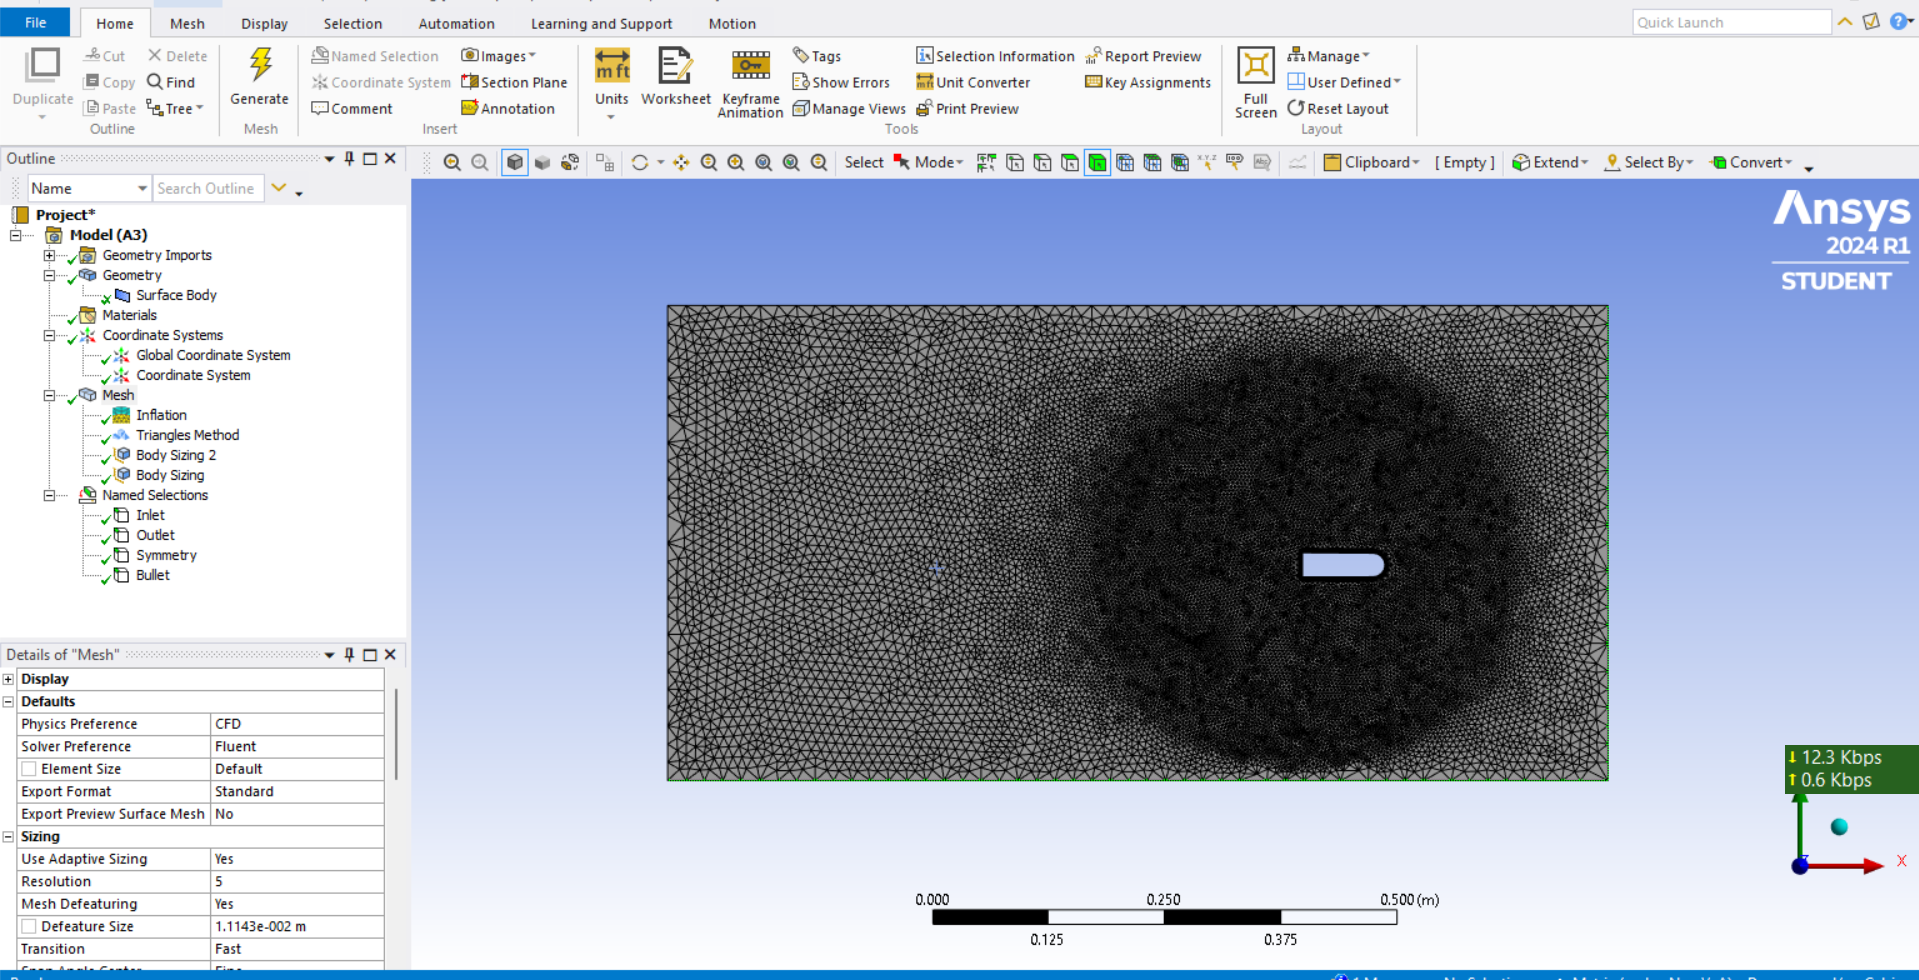 File Home Mesh Display Selection Automation Learning and Support Motion Quick Launch
Duplicate Cut Copy Paste Delete Find Tree Outline
Generate Mesh
Named Selection Images
Coordinate System Section Plane
Comment Annotation
Insert
Units Worksheet Keyframe Animation
Tags Selection Information Report Preview
Show Errors Unit Converter Key Assignments
Manage Views Print Preview
Tools
Full Screen
Manage
User Defined
Reset Layout
Layout
Outline
Select Mode Clipboard [ Empty ] Extend Select By Convert
Name Search Outline
Project*
Model (A3)
Geometry Imports
Geometry
Surface Body
Materials
Coordinate Systems
Global Coordinate System
Coordinate System
Mesh
Inflation
Triangles Method
Body Sizing 2
Body Sizing
Named Selections
Inlet
Outlet
Symmetry
Bullet
Details of "Mesh"
Display
Defaults
Physics Preference CFD
Solver Preference Fluent
Element Size Default
Export Format Standard
Export Preview Surface Mesh No
Sizing
Use Adaptive Sizing Yes
Resolution 5
Mesh Defeaturing Yes
Defeature Size 1.1143e-002 m
Transition Fast
Ansys
2024 R1
STUDENT
12.3 Kbps
0.6 Kbps
X
0.000 0.250 0.500 (m)
0.125 0.375